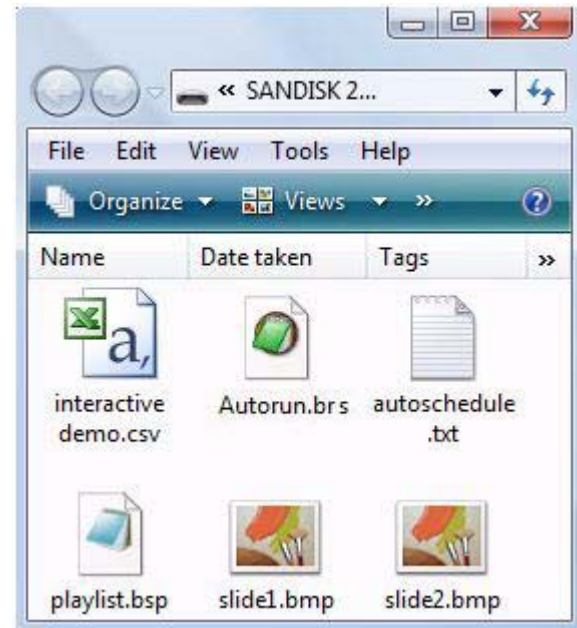 « SANDISK 2...
File Edit View Tools Help
Organize Views »
Name Date taken Tags »
a,
interactive demo.csv
Autorun.brs
autoschedule.txt
playlist.bsp
slide1.bmp
slide2.bmp